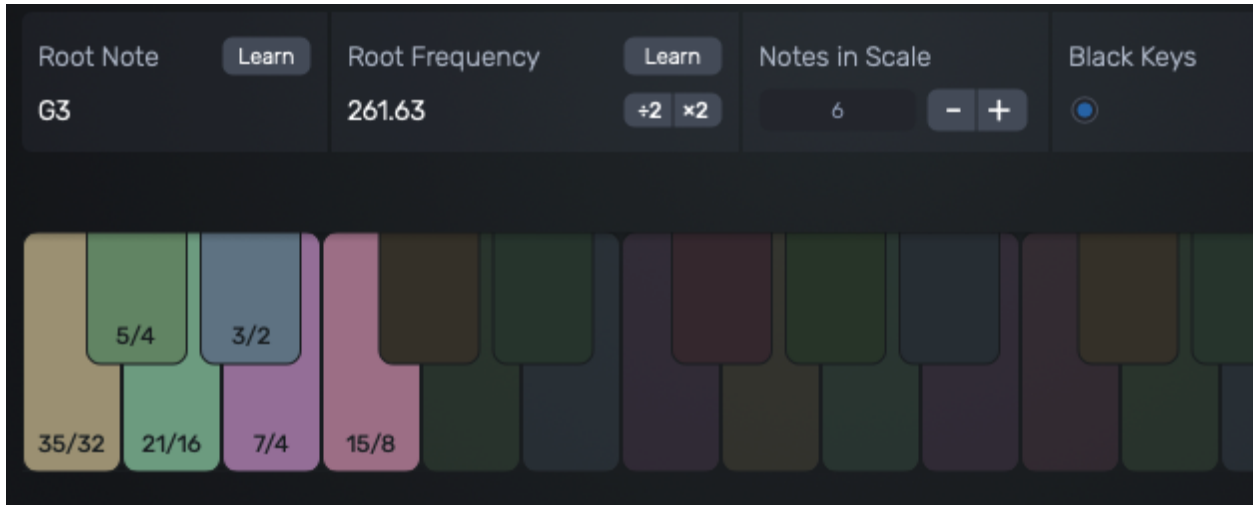 Root Note Learn Root Frequency Learn Notes in Scale Black Keys
G3 261.63 ÷2 ×2 6 - +
5/4 3/2
35/32 21/16 7/4 15/8